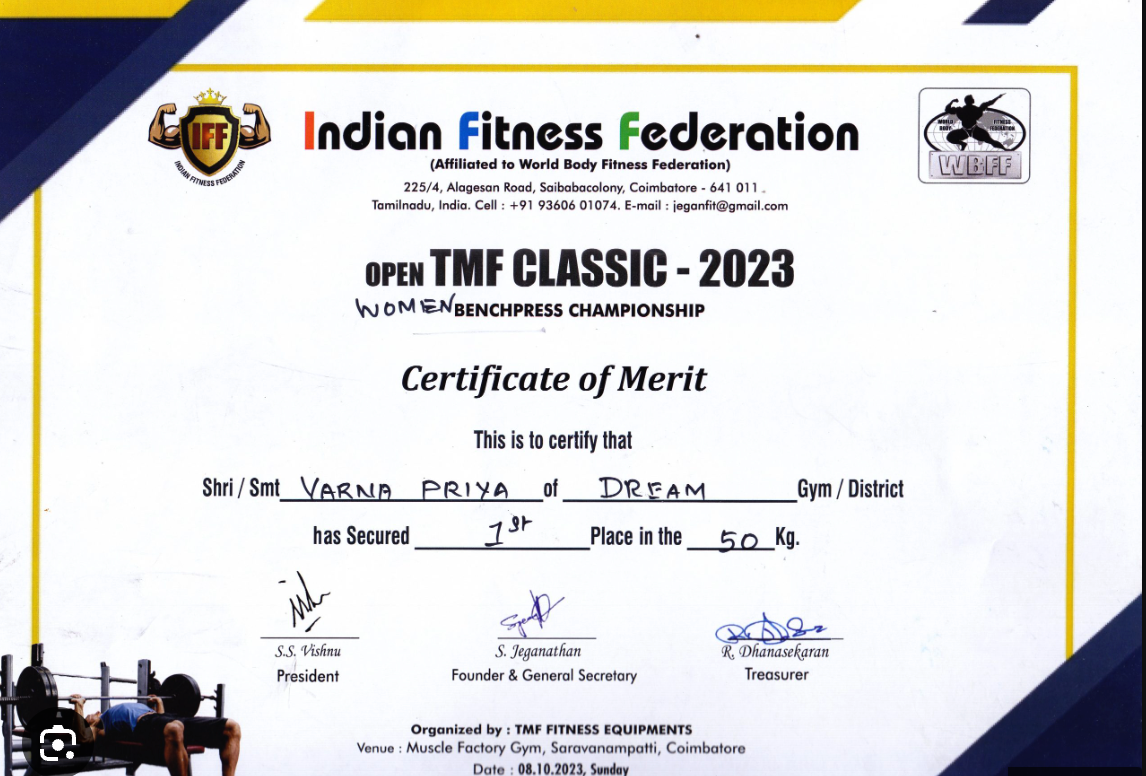 IFF
INDIAN FITNESS FEDERATION
Indian Fitness Federation
(Affiliated to World Body Fitness Federation)
225/4, Alagesan Road, Saibabacolony, Coimbatore - 641 011
Tamilnadu, India. Cell : +91 93606 01074. E-mail : jeganfit@gmail.com
WORLD BODY FITNESS FEDERATION
WBFF
OPEN TMF CLASSIC - 2023
WOMEN BENCHPRESS CHAMPIONSHIP
Certificate of Merit
This is to certify that
Shri / Smt VARNA PRIYA of DREAM Gym / District
has Secured 1st Place in the 50 Kg.
S.S. Vishnu
President
S. Jeganathan
Founder & General Secretary
R. Dhanasekaran
Treasurer
Organized by : TMF FITNESS EQUIPMENTS
Venue : Muscle Factory Gym, Saravanampatti, Coimbatore
Date : 08.10.2023, Sunday